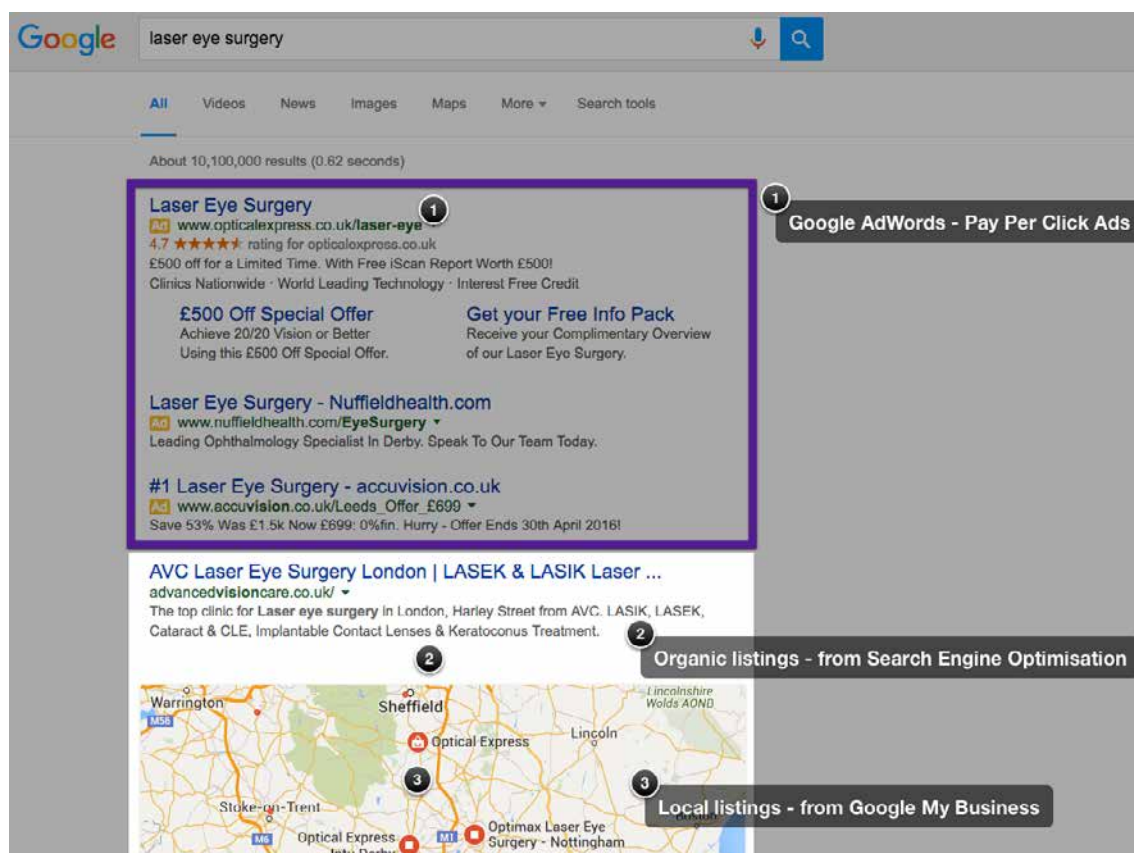 Google
laser eye surgery
All Videos News Images Maps More Search tools
About 10,100,000 results (0.62 seconds)
Laser Eye Surgery
1
1
Ad www.opticalexpress.co.uk/laser-eye
Google AdWords - Pay Per Click Ads
4.7 ★★★★★ rating for opticalexpress.co.uk
£500 off for a Limited Time. With Free iScan Report Worth £500!
Clinics Nationwide · World Leading Technology · Interest Free Credit
£500 Off Special Offer
Achieve 20/20 Vision or Better
Using this £500 Off Special Offer.
Get your Free Info Pack
Receive your Complimentary Overview
of our Laser Eye Surgery.
Laser Eye Surgery - Nuffieldhealth.com
Ad www.nuffieldhealth.com/EyeSurgery
Leading Ophthalmology Specialist In Derby. Speak To Our Team Today.
#1 Laser Eye Surgery - accuvision.co.uk
Ad www.accuvision.co.uk/Leeds_Offer_£699
Save 53% Was £1.5k Now £699: 0%fin. Hurry - Offer Ends 30th April 2016!
AVC Laser Eye Surgery London | LASEK & LASIK Laser ...
advancedvisioncare.co.uk/
The top clinic for Laser eye surgery in London, Harley Street from AVC. LASIK, LASEK,
Cataract & CLE, Implantable Contact Lenses & Keratoconus Treatment.
2
2
Organic listings - from Search Engine Optimisation
Warrington
M56
Sheffield
Lincolnshire
Wolds AONB
Lincoln
Optical Express
3
3
Local listings - from Google My Business
Stoke-on-Trent
Boston
M6
Optical Express
Intu Derby
M1
Optimax Laser Eye
Surgery - Nottingham